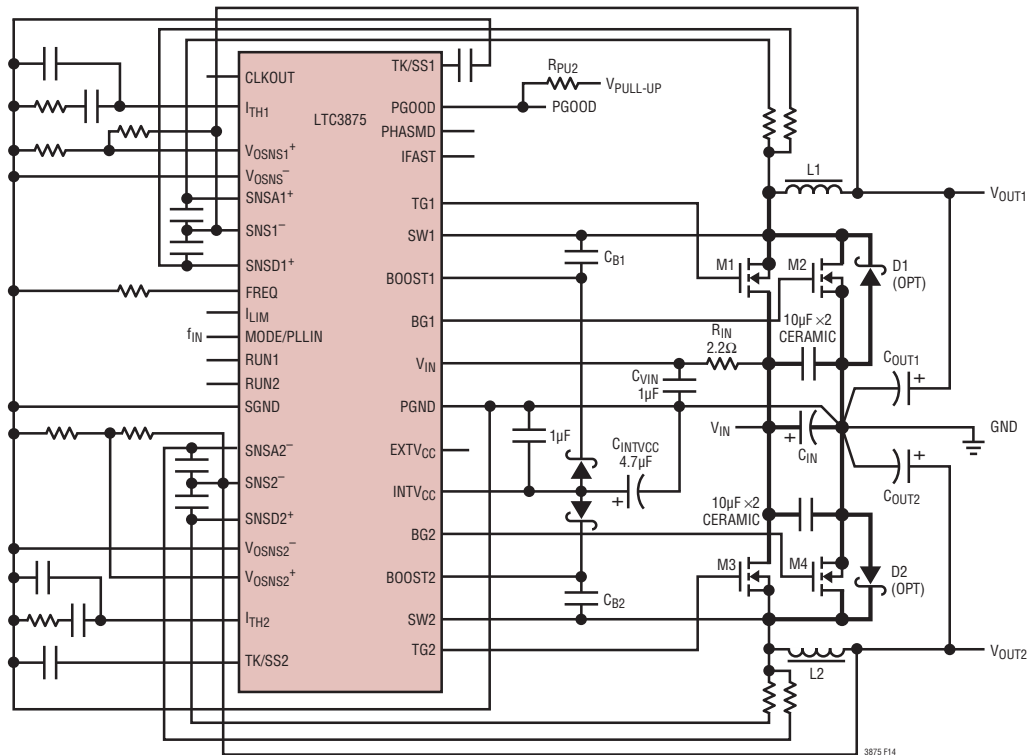 LTC3875
CLKOUT
I_TH1
V_OSNS1⁺
V_OSNS⁻
SNSA1⁺
SNS1⁻
SNSD1⁺
FREQ
I_LIM
f_IN
MODE/PLLIN
RUN1
RUN2
SGND
SNSA2⁻
SNS2⁻
SNSD2⁺
V_OSNS2⁻
V_OSNS2⁺
I_TH2
TK/SS2
TK/SS1
PGOOD
PHASMD
IFAST
TG1
SW1
BOOST1
BG1
V_IN
PGND
EXTV_CC
INTV_CC
BG2
BOOST2
SW2
TG2
R_PU2
V_PULL-UP
PGOOD
L1
V_OUT1
C_B1
M1
M2
D1
(OPT)
10µF ×2
CERAMIC
R_IN
2.2Ω
C_VIN
1µF
C_OUT1
+
V_IN
+
C_IN
GND
1µF
C_INTVCC
4.7µF
+
+
C_OUT2
10µF ×2
CERAMIC
M3
M4
D2
(OPT)
C_B2
L2
V_OUT2
3875 F14